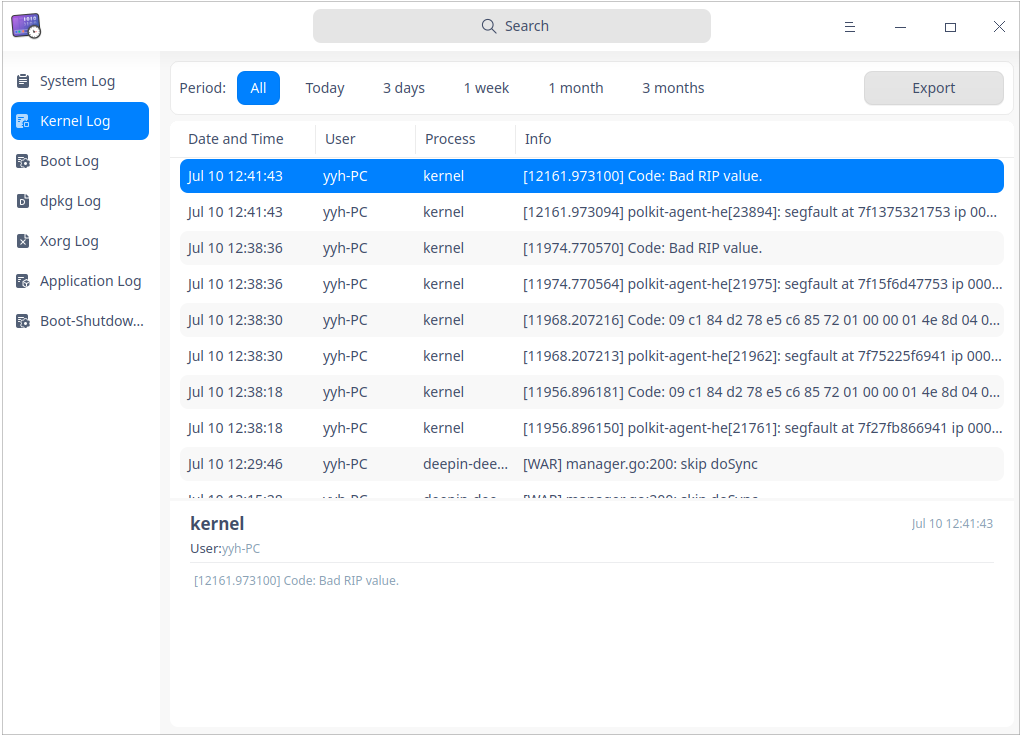 Search
System Log
Kernel Log
Boot Log
dpkg Log
Xorg Log
Application Log
Boot-Shutdow...
Period: All Today 3 days 1 week 1 month 3 months Export
Date and Time User Process Info
Jul 10 12:41:43 yyh-PC kernel [12161.973100] Code: Bad RIP value.
Jul 10 12:41:43 yyh-PC kernel [12161.973094] polkit-agent-he[23894]: segfault at 7f1375321753 ip 00...
Jul 10 12:38:36 yyh-PC kernel [11974.770570] Code: Bad RIP value.
Jul 10 12:38:36 yyh-PC kernel [11974.770564] polkit-agent-he[21975]: segfault at 7f15f6d47753 ip 000...
Jul 10 12:38:30 yyh-PC kernel [11968.207216] Code: 09 c1 84 d2 78 e5 c6 85 72 01 00 00 01 4e 8d 04 0...
Jul 10 12:38:30 yyh-PC kernel [11968.207213] polkit-agent-he[21962]: segfault at 7f75225f6941 ip 000...
Jul 10 12:38:18 yyh-PC kernel [11956.896181] Code: 09 c1 84 d2 78 e5 c6 85 72 01 00 00 01 4e 8d 04 0...
Jul 10 12:38:18 yyh-PC kernel [11956.896150] polkit-agent-he[21761]: segfault at 7f27fb866941 ip 000...
Jul 10 12:29:46 yyh-PC deepin-dee... [WAR] manager.go:200: skip doSync
kernel Jul 10 12:41:43
User:yyh-PC
[12161.973100] Code: Bad RIP value.